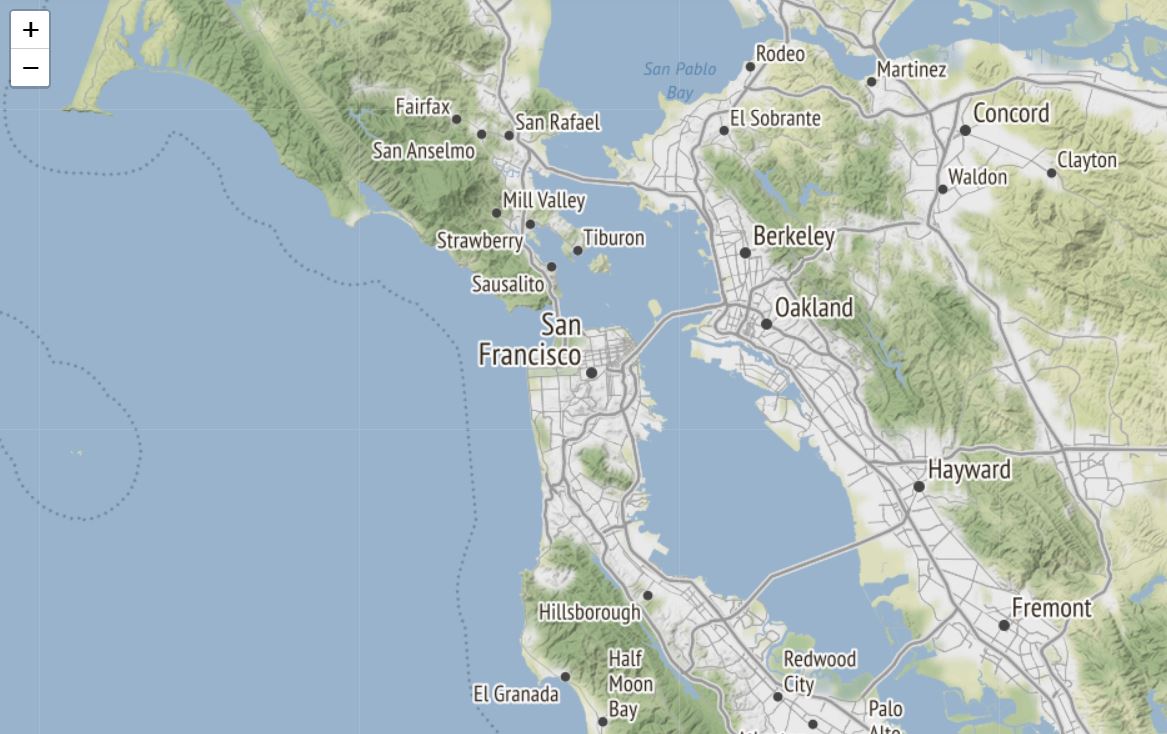 +
−
Rodeo
San Pablo
Bay
Martinez
Fairfax
San Rafael
El Sobrante
Concord
San Anselmo
Clayton
Waldon
Mill Valley
Strawberry
Tiburon
Berkeley
Sausalito
Oakland
San
Francisco
Hayward
Hillsborough
Fremont
Half
Moon
Bay
Redwood
City
El Granada
Palo
Alto